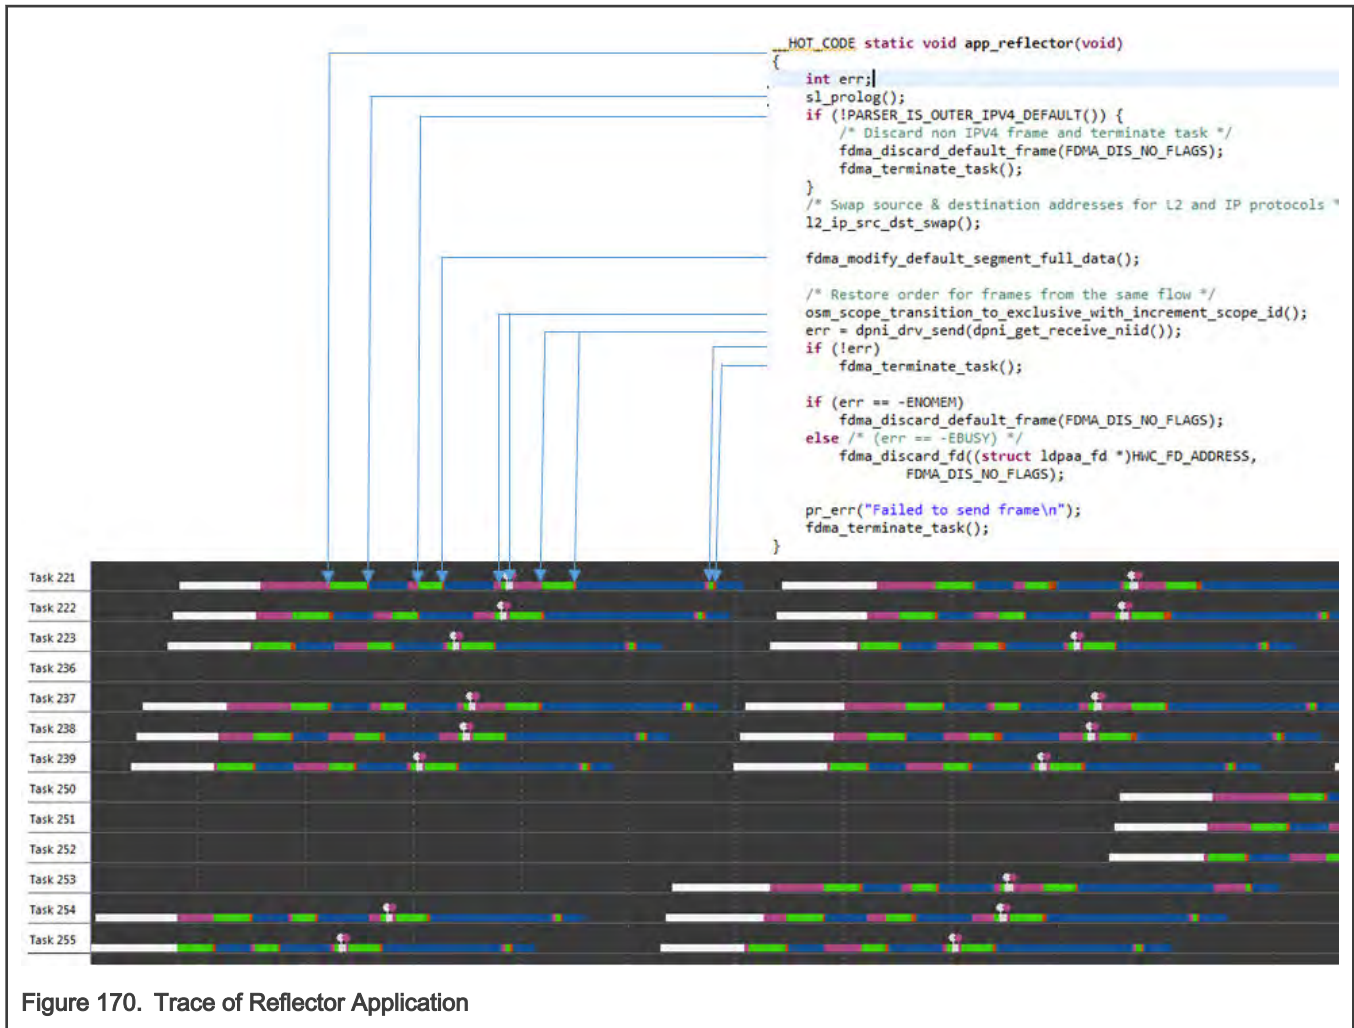 __HOT_CODE static void app_reflector(void)
{
    int err;
    sl_prolog();
    if (!PARSER_IS_OUTER_IPV4_DEFAULT()) {
        /* Discard non IPV4 frame and terminate task */
        fdma_discard_default_frame(FDMA_DIS_NO_FLAGS);
        fdma_terminate_task();
    }
    /* Swap source & destination addresses for L2 and IP protocols *
    l2_ip_src_dst_swap();
    fdma_modify_default_segment_full_data();
    /* Restore order for frames from the same flow */
    osm_scope_transition_to_exclusive_with_increment_scope_id();
    err = dpni_drv_send(dpni_get_receive_niid());
    if (!err)
        fdma_terminate_task();
    if (err == -ENOMEM)
        fdma_discard_default_frame(FDMA_DIS_NO_FLAGS);
    else /* (err == -EBUSY) */
        fdma_discard_fd((struct ldpaa_fd *)HWC_FD_ADDRESS,
                FDMA_DIS_NO_FLAGS);
    pr_err("Failed to send frame\n");
    fdma_terminate_task();
}
Task 221
Task 222
Task 223
Task 236
Task 237
Task 238
Task 239
Task 250
Task 251
Task 252
Task 253
Task 254
Task 255
Figure 170. Trace of Reflector Application